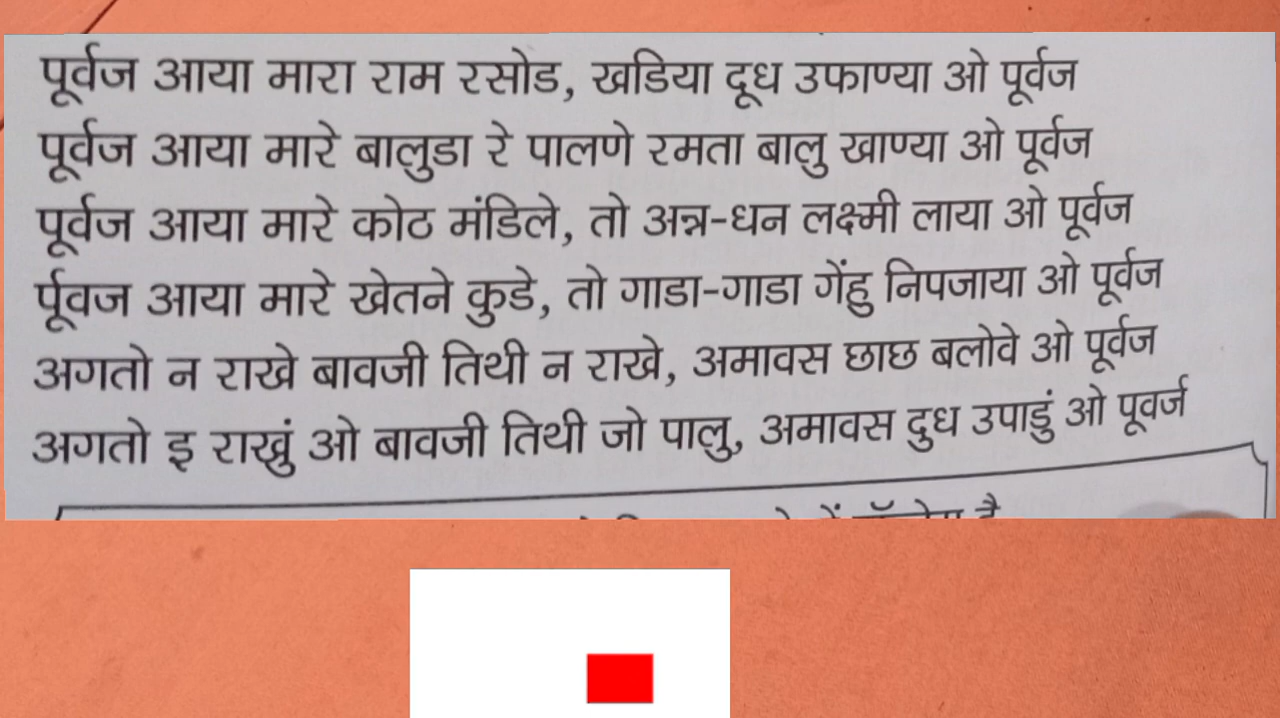 पूर्वज आया मारा राम रसोड, खडिया दूध उफाण्या ओ पूर्वज
पूर्वज आया मारे बालुडा रे पालणे रमता बालु खाण्या ओ पूर्वज
पूर्वज आया मारे कोठ मंडिले, तो अन्न-धन लक्ष्मी लाया ओ पूर्वज
र्पूवज आया मारे खेतने कुडे, तो गाडा-गाडा गेंहु निपजाया ओ पूर्वज
अगतो न राखे बावजी तिथी न राखे, अमावस छाछ बलोवे ओ पूर्वज
अगतो इ राखुं ओ बावजी तिथी जो पालु, अमावस दुध उपाडुं ओ पूवर्ज